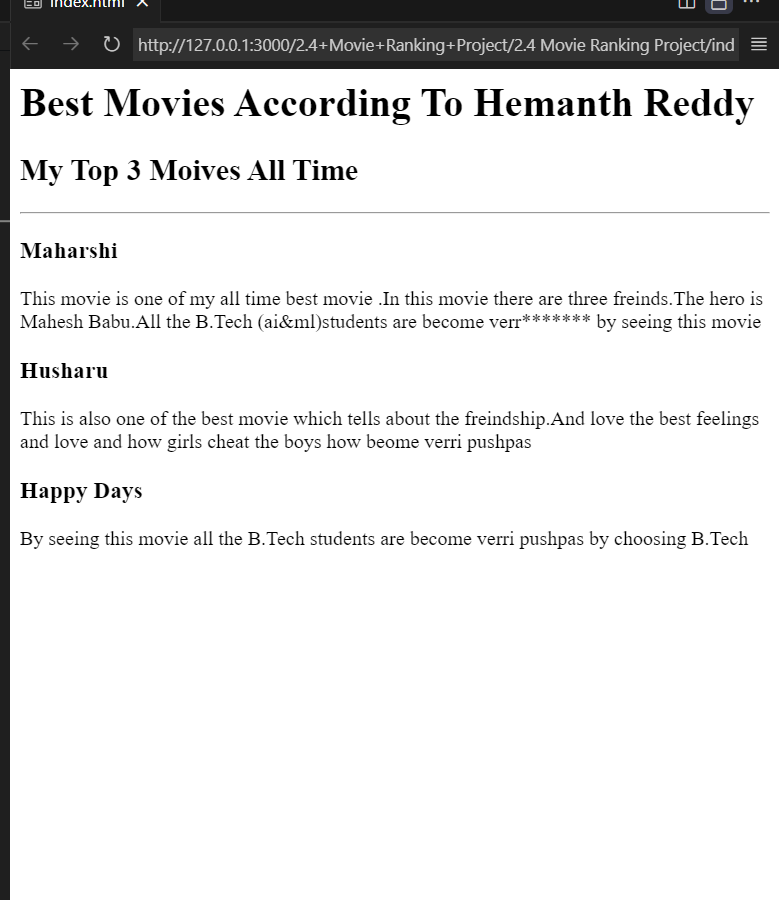 index.html
http://127.0.0.1:3000/2.4+Movie+Ranking+Project/2.4 Movie Ranking Project/ind
Best Movies According To Hemanth Reddy
My Top 3 Moives All Time
Maharshi
This movie is one of my all time best movie .In this movie there are three freinds.The hero is
Mahesh Babu.All the B.Tech (ai&ml)students are become verr******* by seeing this movie
Husharu
This is also one of the best movie which tells about the freindship.And love the best feelings
and love and how girls cheat the boys how beome verri pushpas
Happy Days
By seeing this movie all the B.Tech students are become verri pushpas by choosing B.Tech